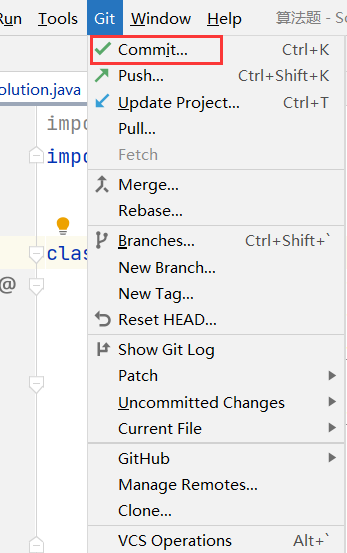 Run Tools Git Window Help 算法题 - So
olution.java
Commit... Ctrl+K
Push... Ctrl+Shift+K
Update Project... Ctrl+T
impo
Pull...
impo
Fetch
Merge...
Rebase...
Branches... Ctrl+Shift+`
clas
New Branch...
@
New Tag...
Reset HEAD...
Show Git Log
Patch
Uncommitted Changes
Current File
GitHub
Manage Remotes...
Clone...
VCS Operations Alt+`